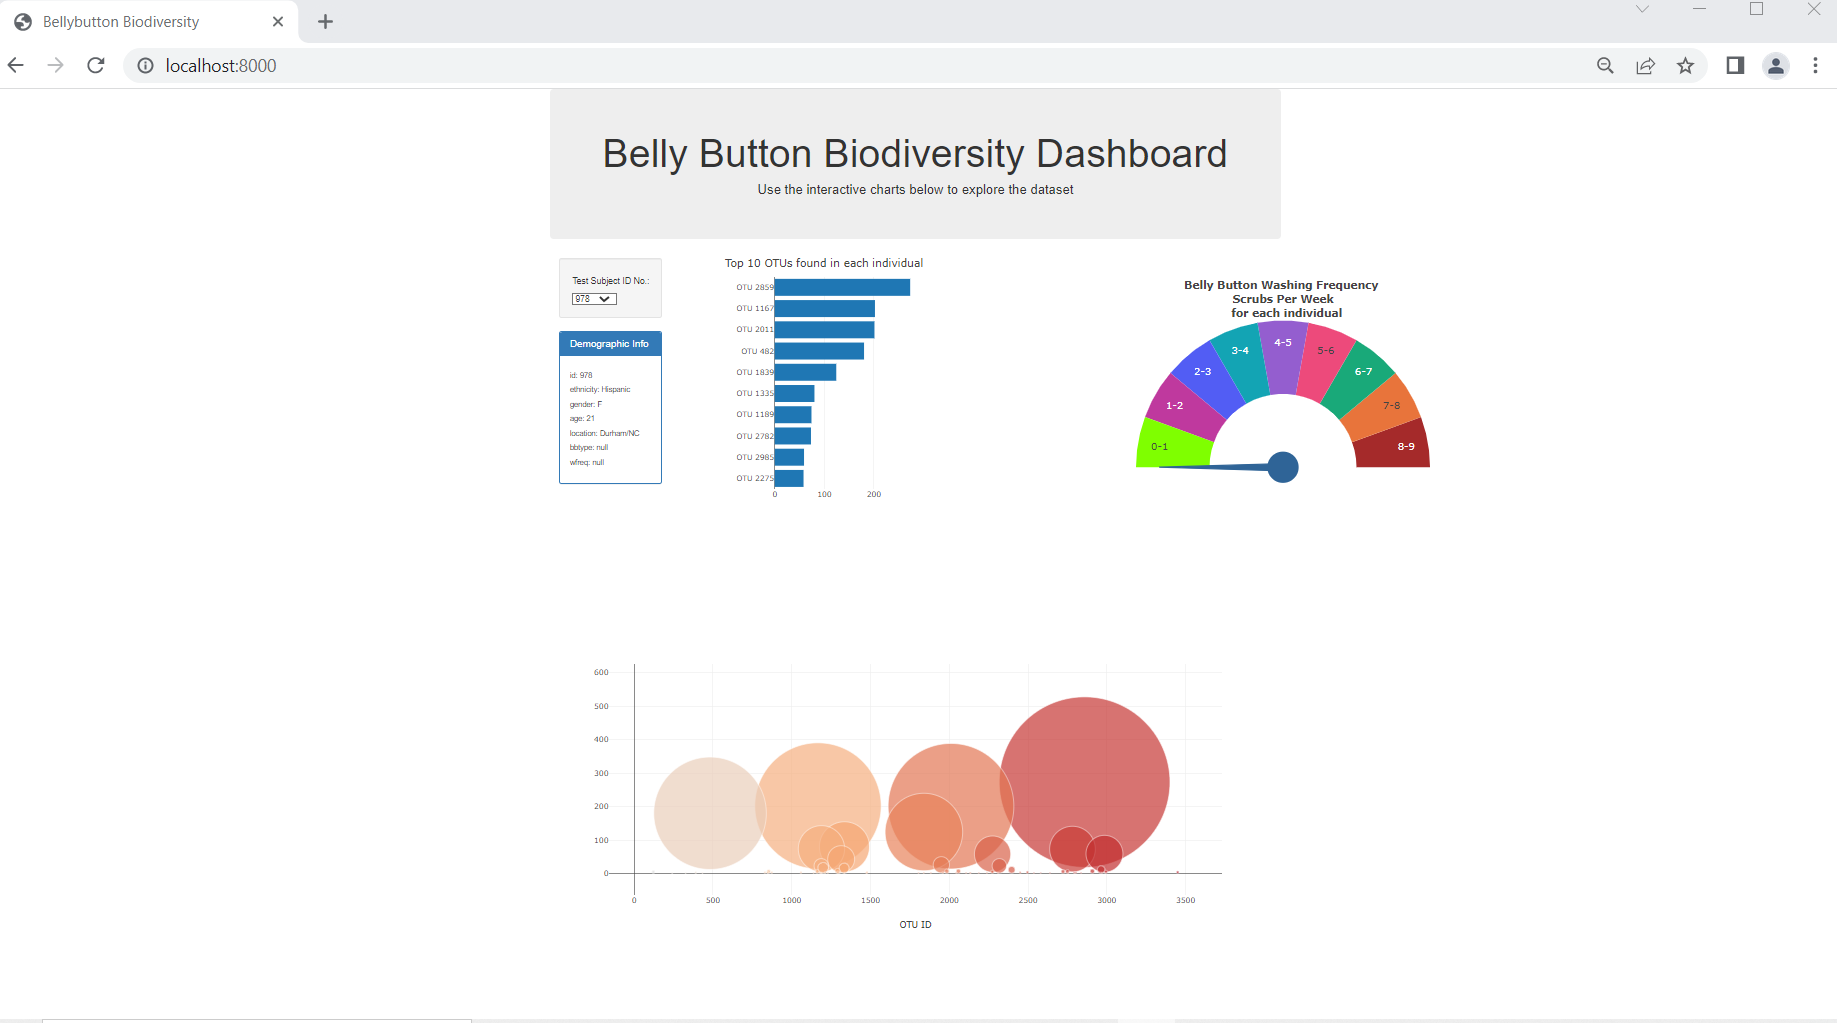 Bellybutton Biodiversity
localhost:8000
Belly Button Biodiversity Dashboard
Use the interactive charts below to explore the dataset
Test Subject ID No.:
978
Demographic Info
id: 978
ethnicity: Hispanic
gender: F
age: 21
location: Durham/NC
bbtype: null
wfreq: null
Top 10 OTUs found in each individual
OTU 2859
OTU 1167
OTU 2011
OTU 482
OTU 1839
OTU 1335
OTU 1189
OTU 2782
OTU 2985
OTU 2275
0 100 200
Belly Button Washing Frequency
Scrubs Per Week
for each individual
0-1
1-2
2-3
3-4
4-5
5-6
6-7
7-8
8-9
600
500
400
300
200
100
0
0 500 1000 1500 2000 2500 3000 3500
OTU ID